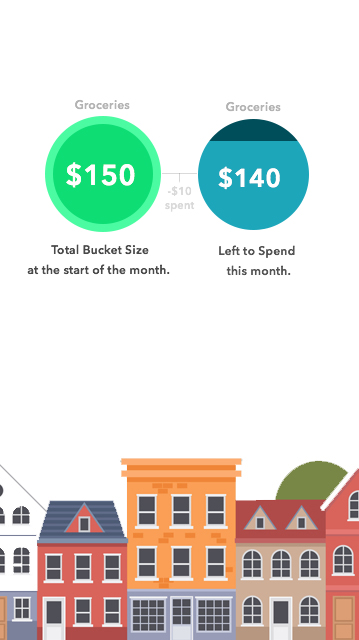 Groceries
Groceries
$150
$140
-$10
spent
Total Bucket Size
at the start of the month.
Left to Spend
this month.